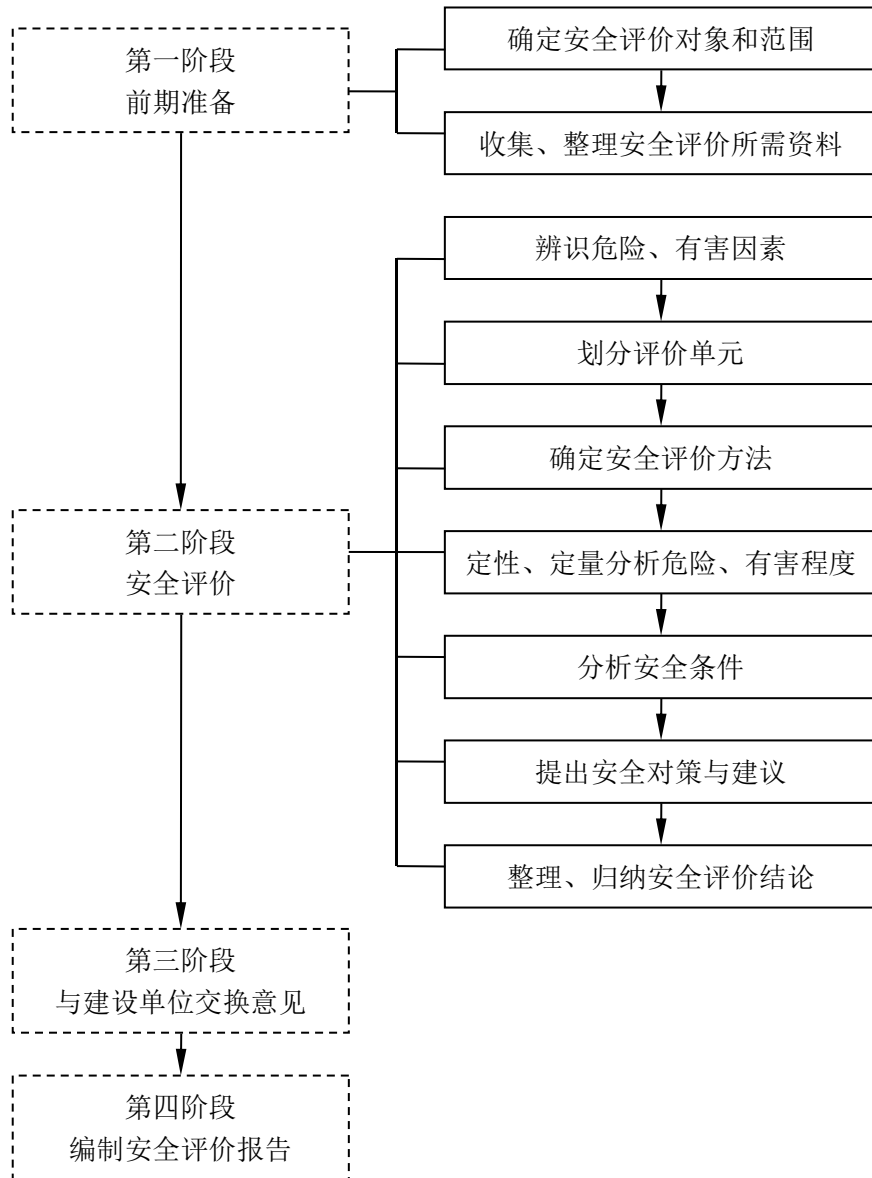 第一阶段
前期准备
确定安全评价对象和范围
收集、整理安全评价所需资料
辨识危险、有害因素
划分评价单元
确定安全评价方法
第二阶段
安全评价
定性、定量分析危险、有害程度
分析安全条件
提出安全对策与建议
整理、归纳安全评价结论
第三阶段
与建设单位交换意见
第四阶段
编制安全评价报告